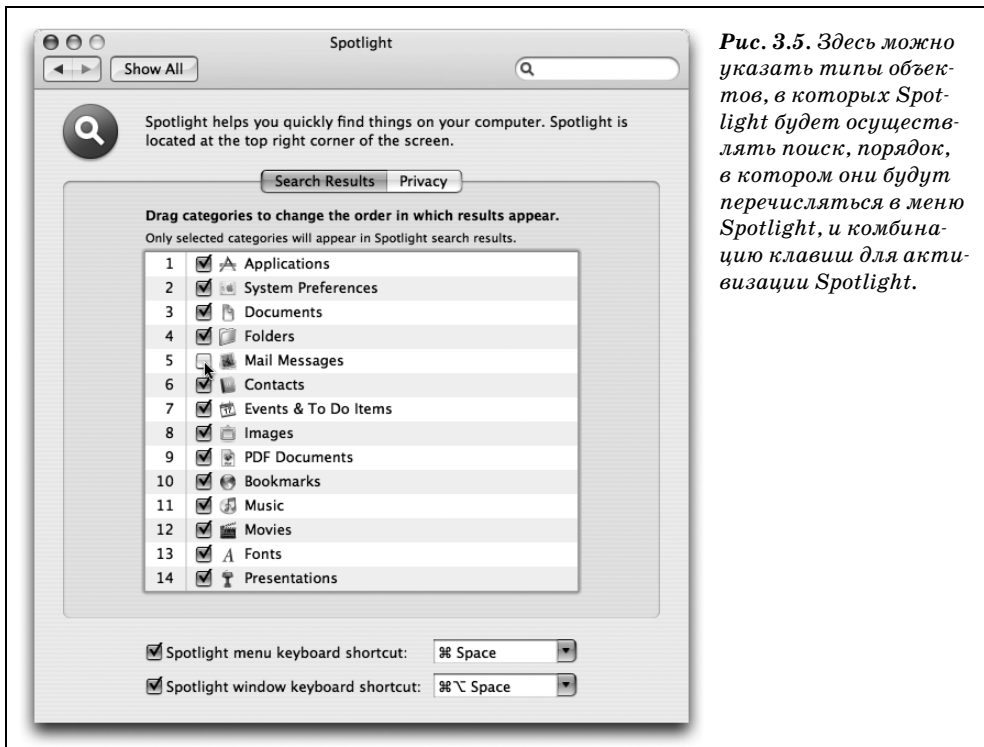 Spotlight
Show All
Spotlight helps you quickly find things on your computer. Spotlight is
located at the top right corner of the screen.
Search Results Privacy
Drag categories to change the order in which results appear.
Only selected categories will appear in Spotlight search results.
1 Applications
2 System Preferences
3 Documents
4 Folders
5 Mail Messages
6 Contacts
7 Events & To Do Items
8 Images
9 PDF Documents
10 Bookmarks
11 Music
12 Movies
13 Fonts
14 Presentations
Spotlight menu keyboard shortcut: ⌘ Space
Spotlight window keyboard shortcut: ⌘⌥ Space
Рис. 3.5. Здесь можно
указать типы объек-
тов, в которых Spot-
light будет осуществ-
лять поиск, порядок,
в котором они будут
перечисляться в меню
Spotlight, и комбина-
цию клавиш для акти-
визации Spotlight.